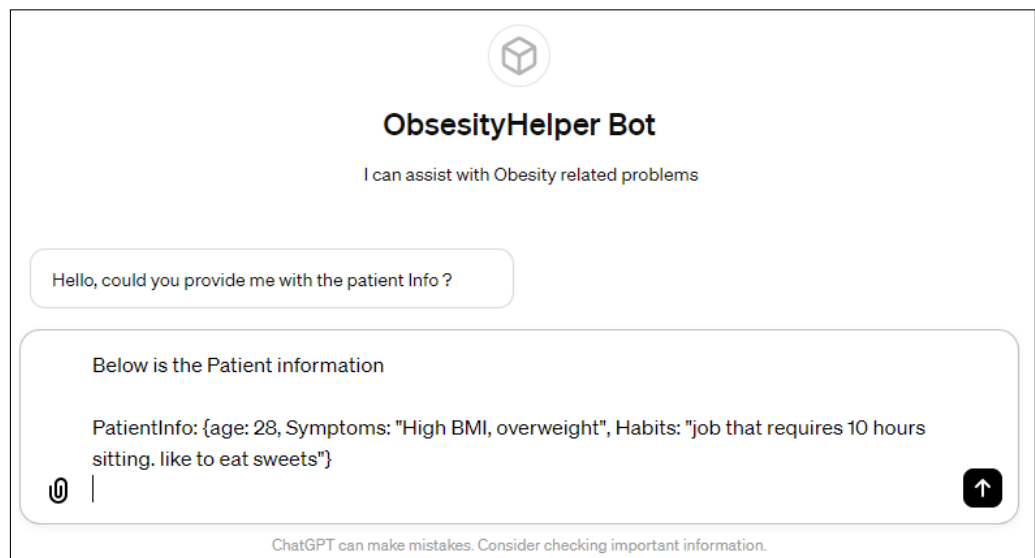 ObsesityHelper Bot
I can assist with Obesity related problems
Hello, could you provide me with the patient Info ?
Below is the Patient information
PatientInfo: {age: 28, Symptoms: "High BMI, overweight", Habits: "job that requires 10 hours
sitting. like to eat sweets"}
ChatGPT can make mistakes. Consider checking important information.